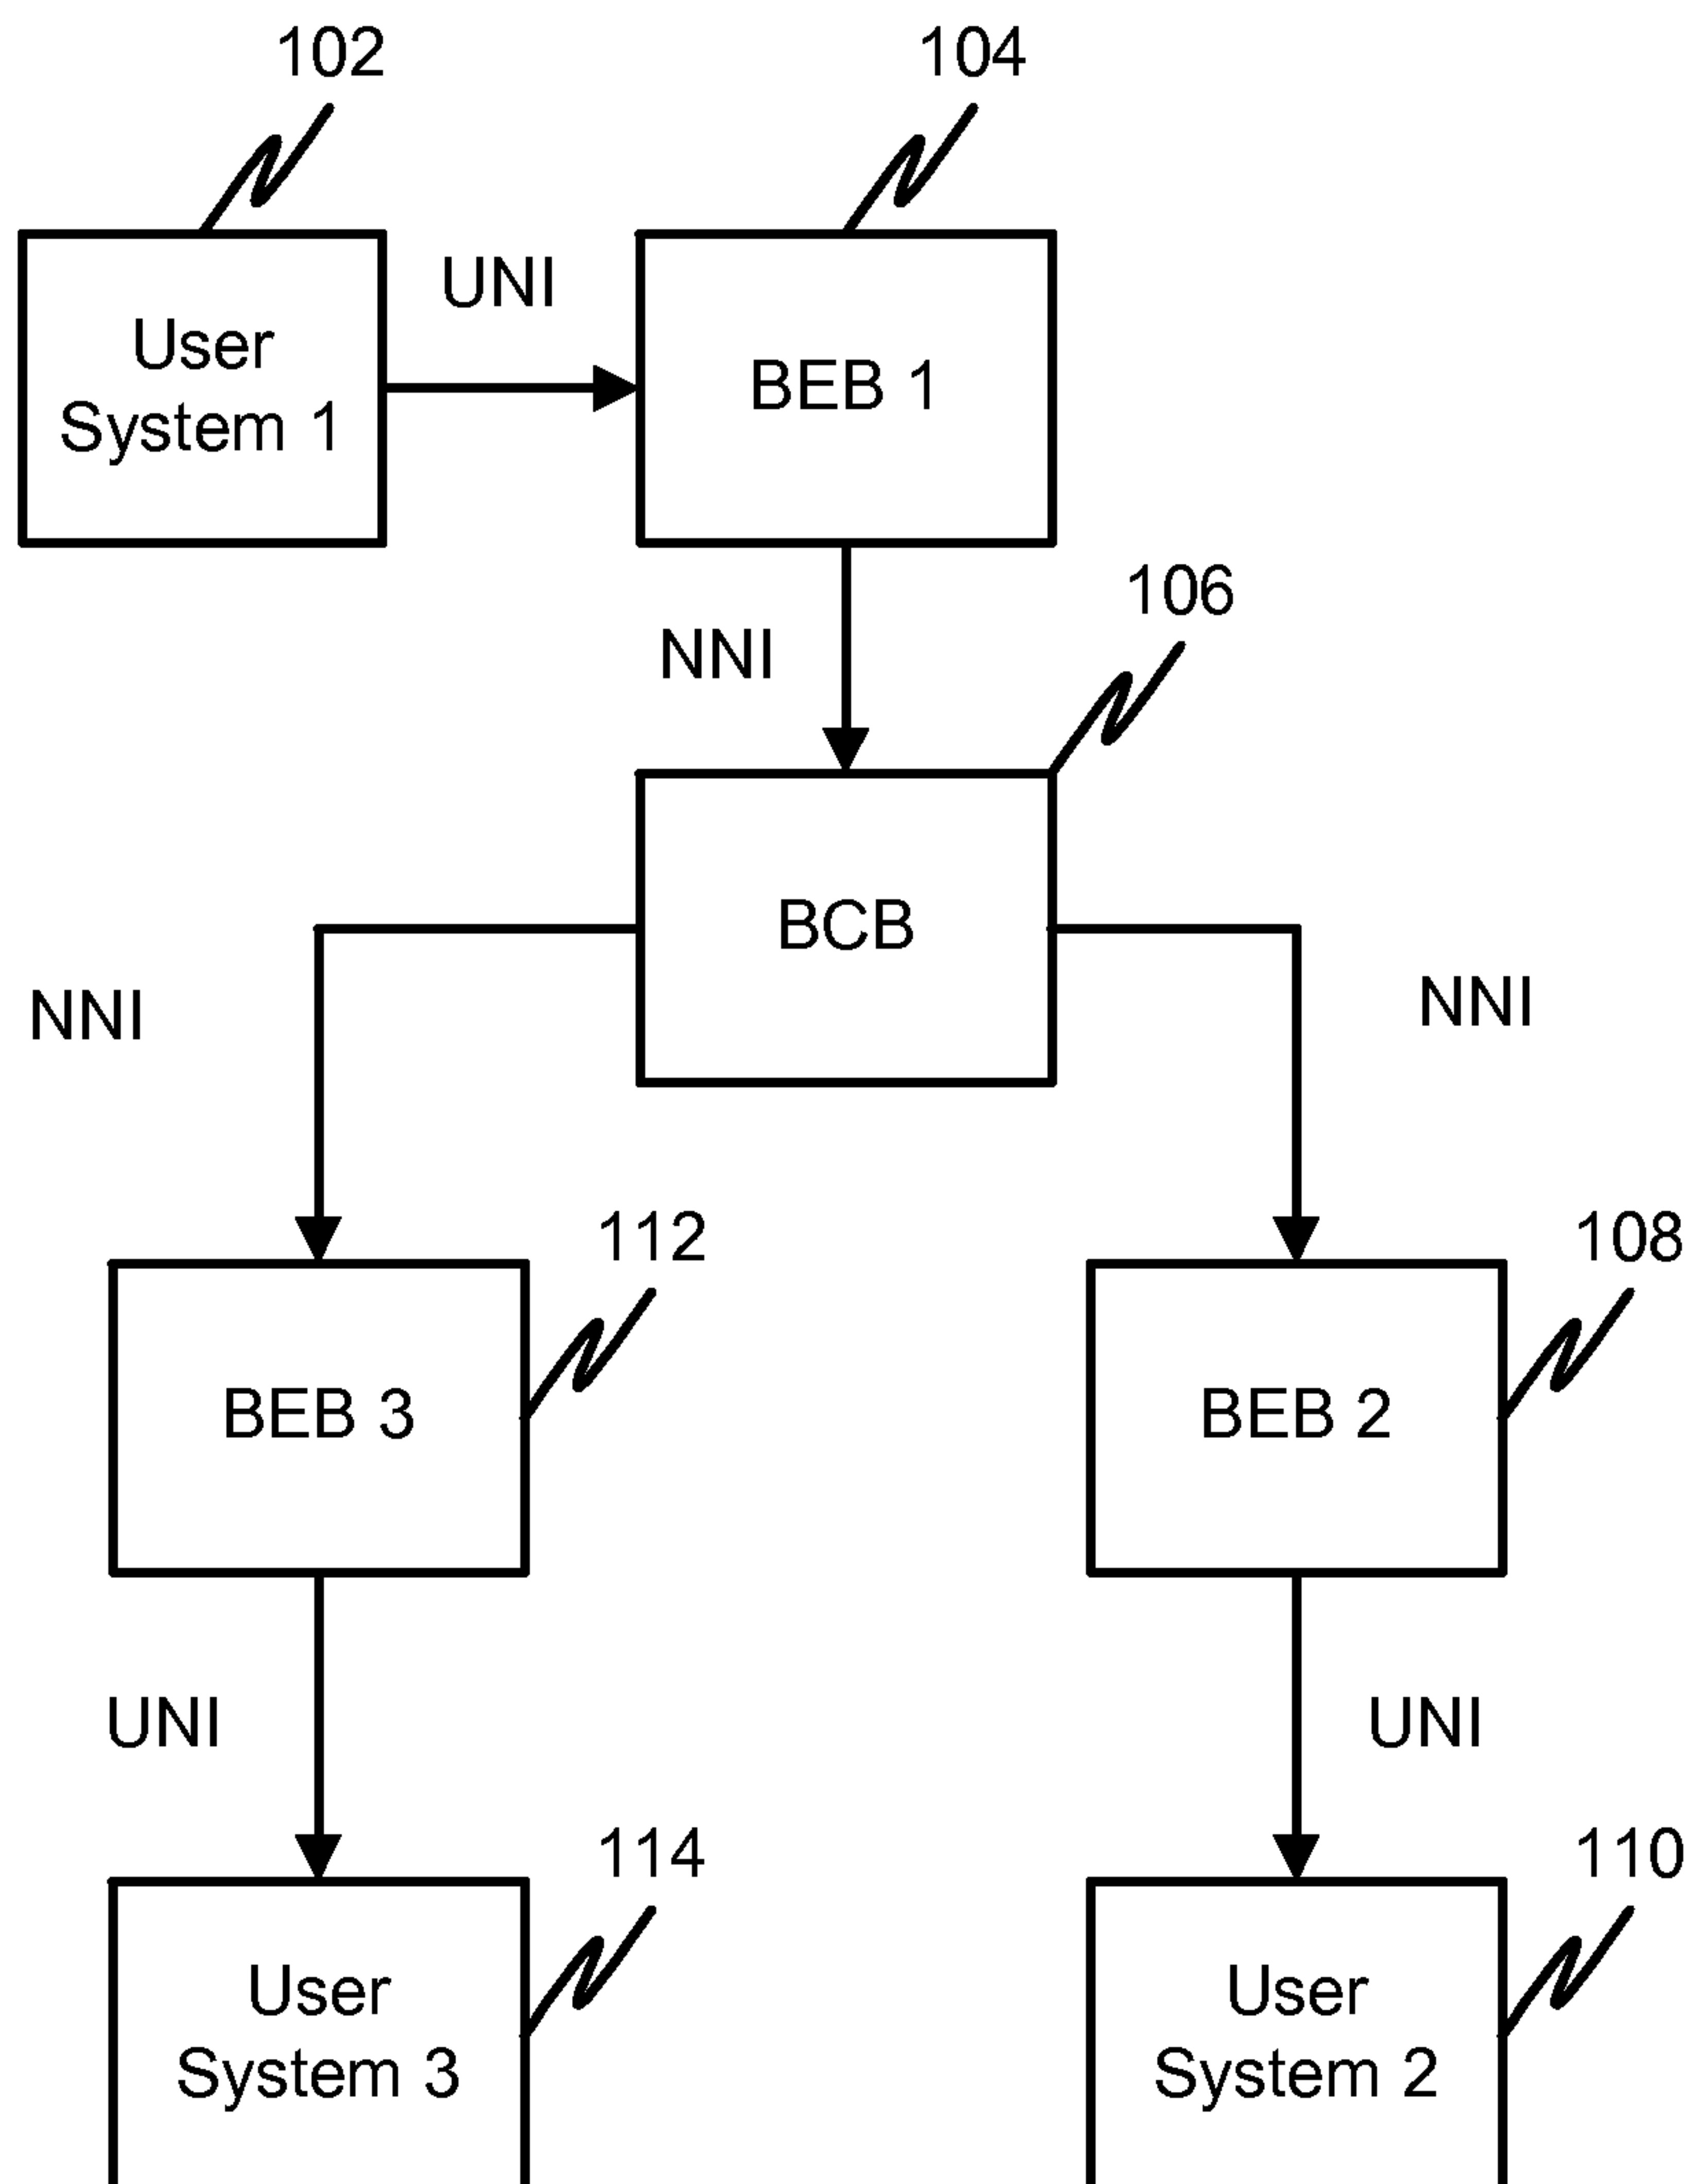 102
104
UNI
User
System 1
BEB 1
106
NNI
BCB
NNI
NNI
112
108
BEB 3
BEB 2
UNI
UNI
114
110
User
System 3
User
System 2